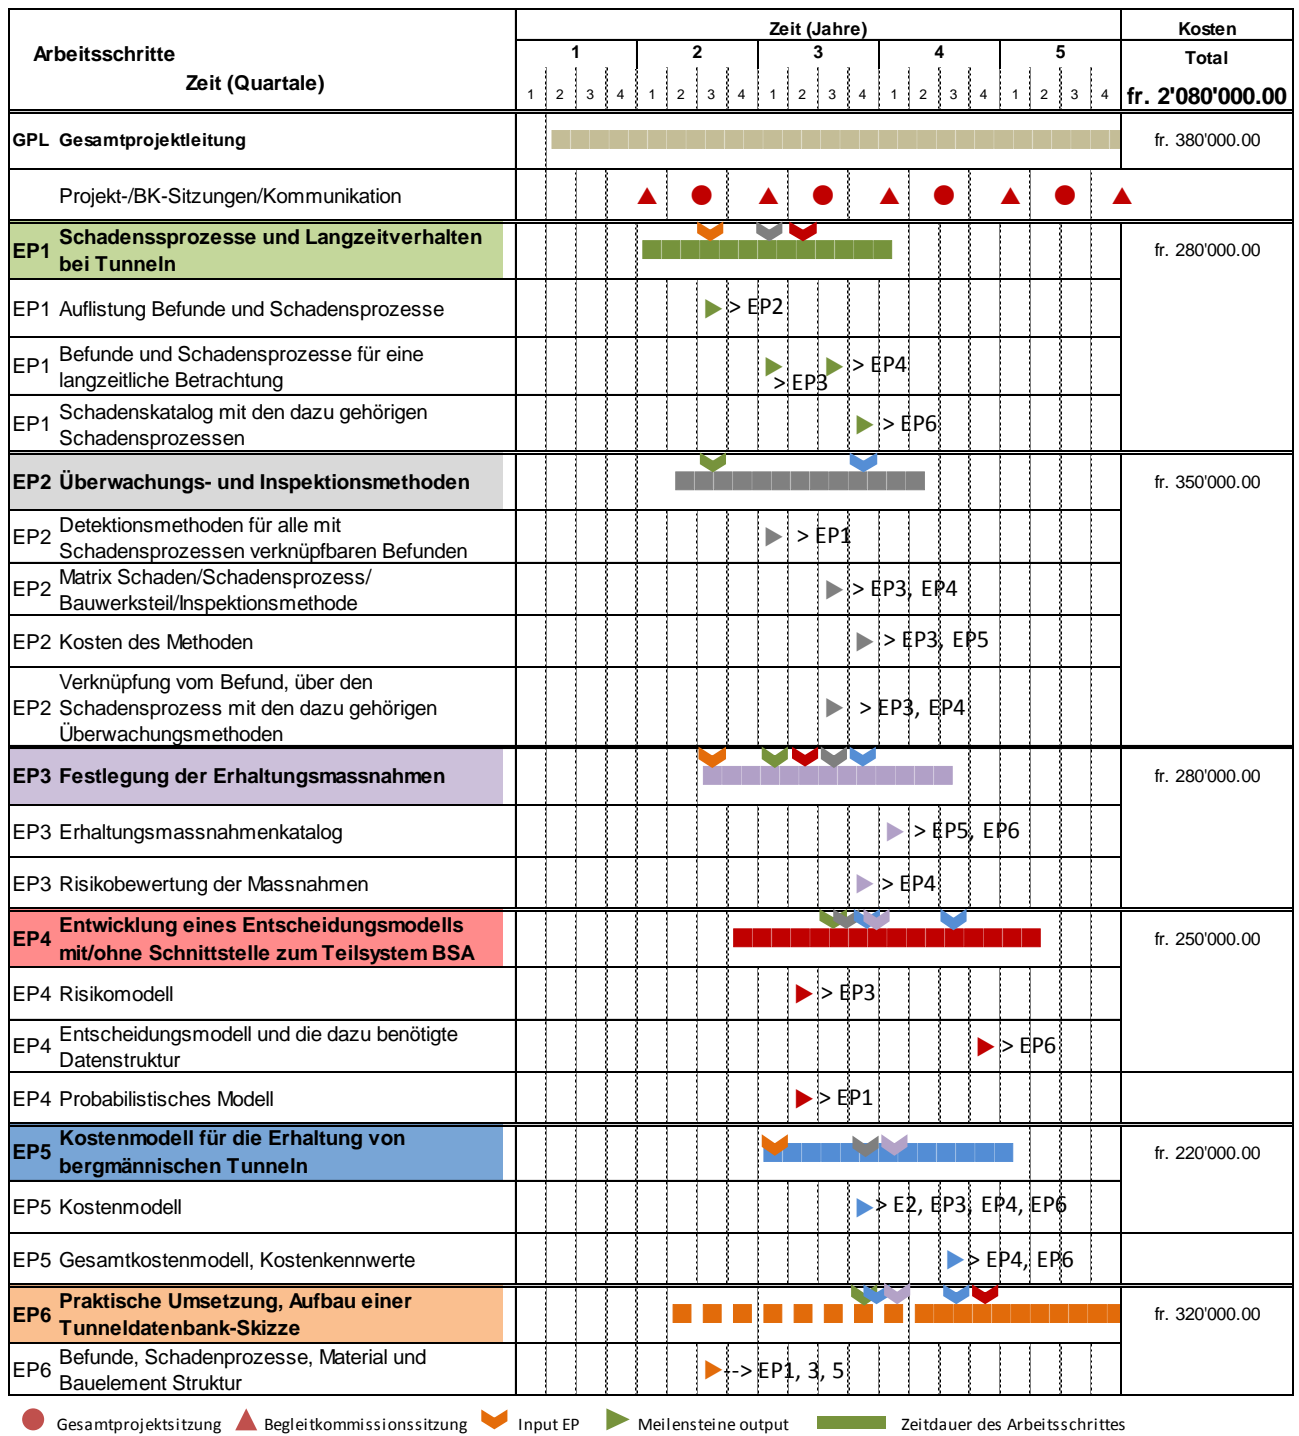 Zeit (Jahre)
Kosten
Arbeitsschritte
1 2 3 4 5
Total
Zeit (Quartale)
1 2 3 4 1 2 3 4 1 2 3 4 1 2 3 4 1 2 3 4
fr. 2'080'000.00
GPL Gesamtprojektleitung
fr. 380'000.00
Projekt-/BK-Sitzungen/Kommunikation
EP1 Schadenssprozesse und Langzeitverhalten
bei Tunneln
fr. 280'000.00
EP1 Auflistung Befunde und Schadensprozesse
> EP2
EP1 Befunde und Schadensprozesse für eine
langzeitliche Betrachtung
> EP4
> EP3
EP1 Schadenskatalog mit den dazu gehörigen
Schadensprozessen
> EP6
EP2 Überwachungs- und Inspektionsmethoden
fr. 350'000.00
EP2 Detektionsmethoden für alle mit
Schadensprozessen verknüpfbaren Befunden
> EP1
EP2 Matrix Schaden/Schadensprozess/
Bauwerksteil/Inspektionsmethode
> EP3, EP4
EP2 Kosten des Methoden
> EP3, EP5
EP2 Verknüpfung vom Befund, über den
Schadensprozess mit den dazu gehörigen
Überwachungsmethoden
> EP3, EP4
EP3 Festlegung der Erhaltungsmassnahmen
fr. 280'000.00
EP3 Erhaltungsmassnahmenkatalog
> EP5, EP6
EP3 Risikobewertung der Massnahmen
> EP4
EP4 Entwicklung eines Entscheidungsmodells
mit/ohne Schnittstelle zum Teilsystem BSA
fr. 250'000.00
EP4 Risikomodell
> EP3
EP4 Entscheidungsmodell und die dazu benötigte
Datenstruktur
> EP6
EP4 Probabilistisches Modell
> EP1
EP5 Kostenmodell für die Erhaltung von
bergmännischen Tunneln
fr. 220'000.00
EP5 Kostenmodell
> E2, EP3, EP4, EP6
EP5 Gesamtkostenmodell, Kostenkennwerte
> EP4, EP6
EP6 Praktische Umsetzung, Aufbau einer
Tunneldatenbank-Skizze
fr. 320'000.00
EP6 Befunde, Schadenprozesse, Material und
Bauelement Struktur
--> EP1, 3, 5
Gesamtprojektsitzung
Begleitkommissionssitzung
Input EP
Meilensteine output
Zeitdauer des Arbeitsschrittes